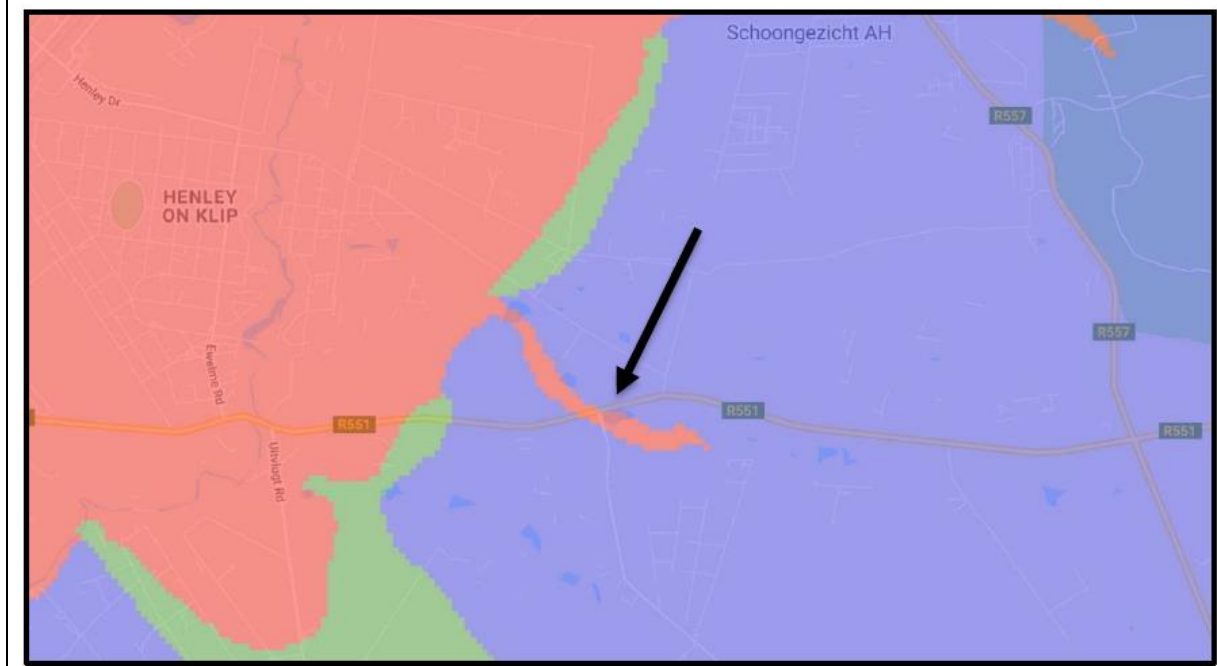 Schoongezicht AH
Henley Dr
R557
HENLEY
ON KLIP
R557
Ewelme Rd
R551
R551
R551
Uitvlugt Rd